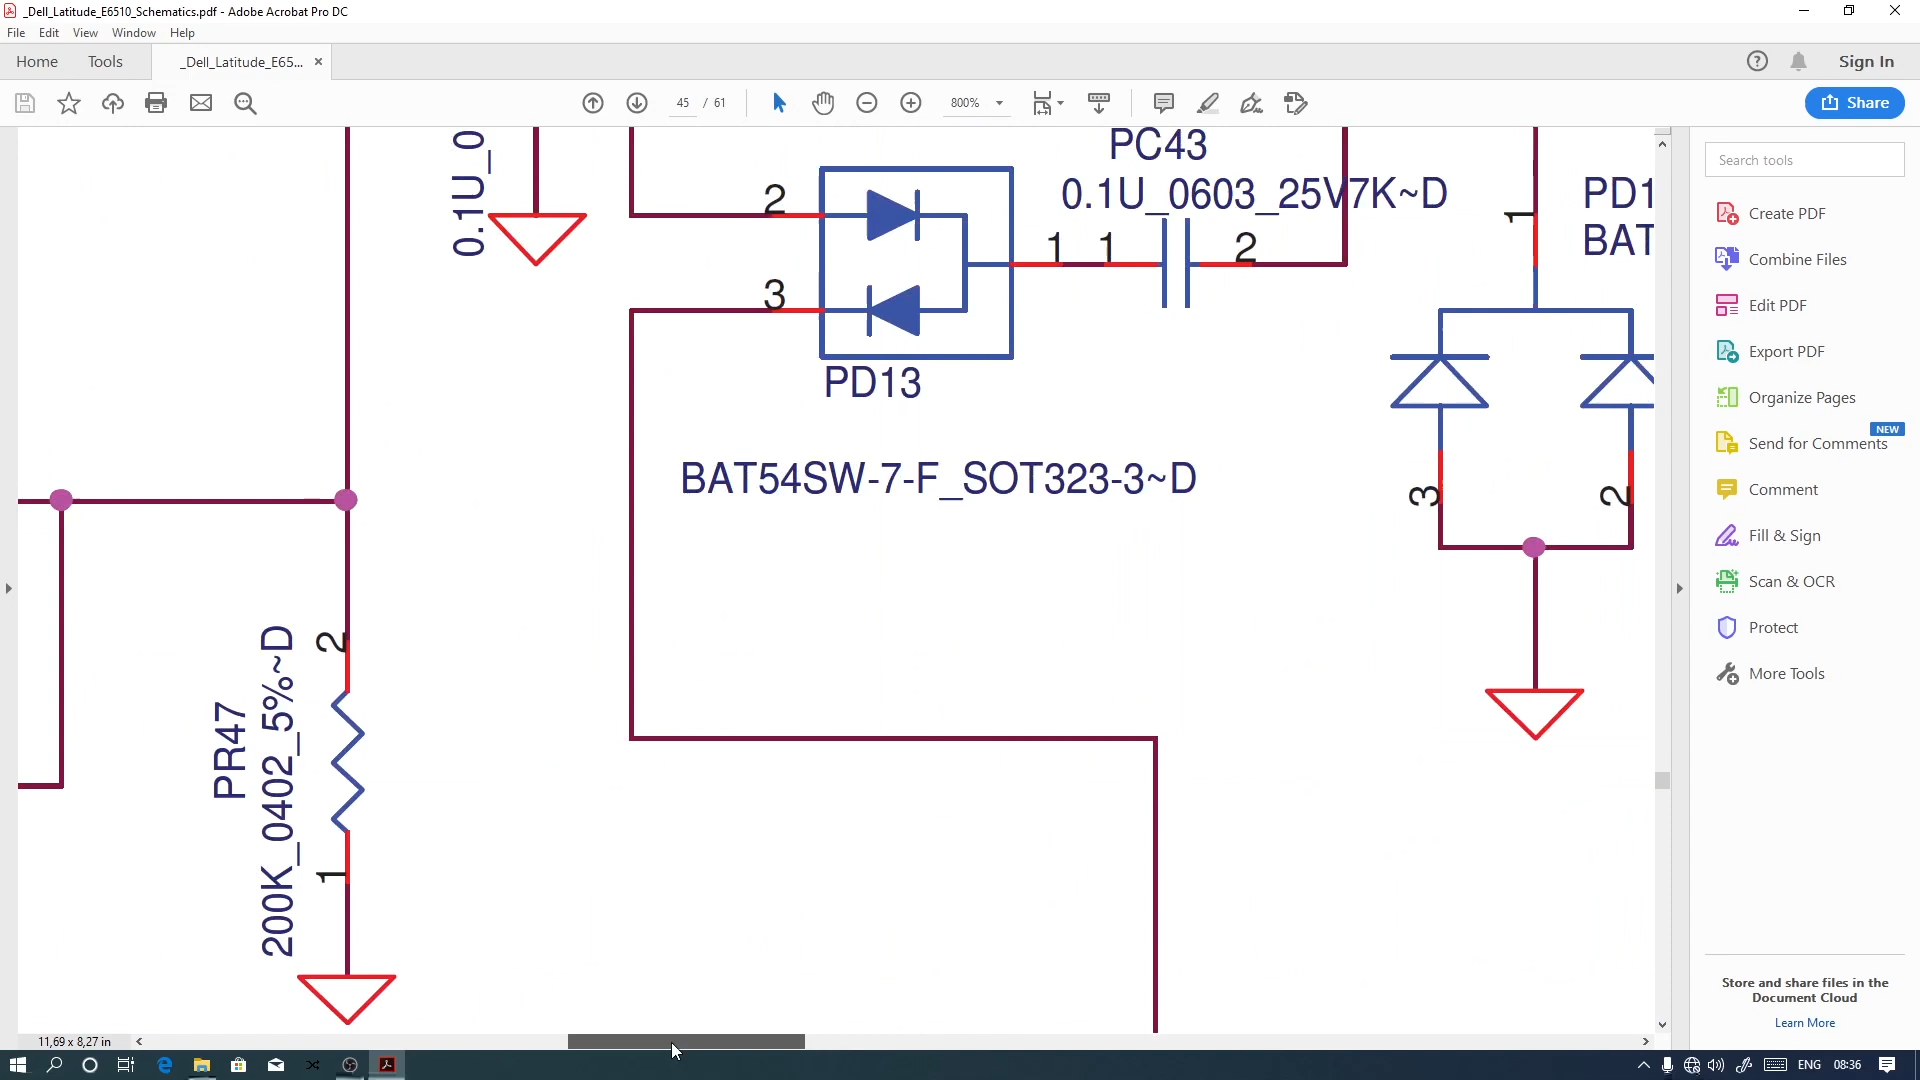 _Dell_Latitude_E6510_Schematics.pdf - Adobe Acrobat Pro DC
File Edit View Window Help
Home Tools _Dell_Latitude_E65... ×
? Sign In
45 / 61 800% Share
Search tools
Create PDF
Combine Files
Edit PDF
Export PDF
Organize Pages
NEW
Send for Comments
Comment
Fill & Sign
Scan & OCR
Protect
More Tools
Store and share files in the
Document Cloud
Learn More
0.1U_0
2
3
PD13
BAT54SW-7-F_SOT323-3~D
PC43
0.1U_0603_25V7K~D
1 1 2
1
PD1
BAT
3
2
2
PR47
200K_0402_5%~D
1
11,69 x 8,27 in
ENG 08:36